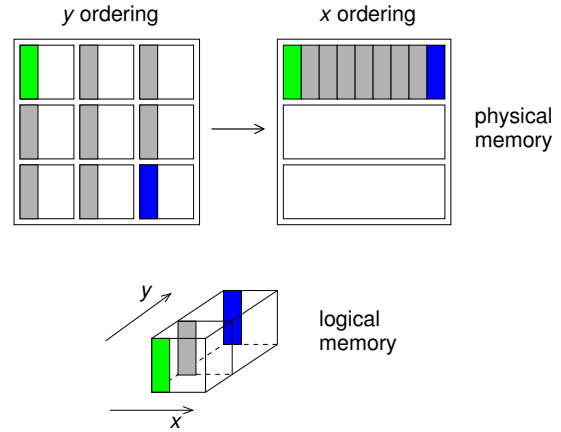 y ordering
x ordering
physical
memory
y
logical
memory
x